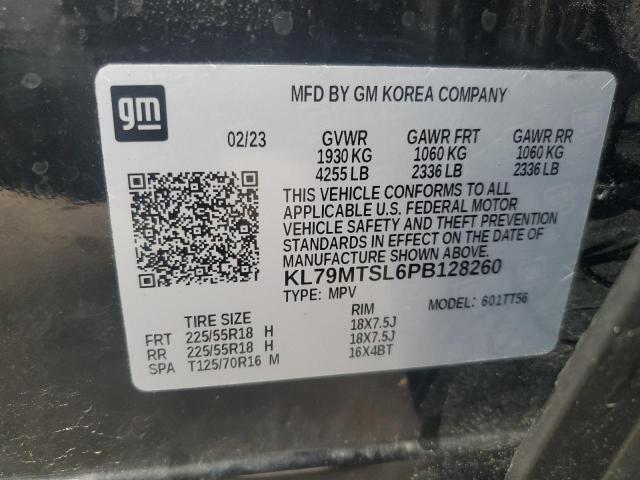 gm
MFD BY GM KOREA COMPANY
02/23 GVWR GAWR FRT GAWR RR
1930 KG 1060 KG 1060 KG
4255 LB 2336 LB 2336 LB
THIS VEHICLE CONFORMS TO ALL
APPLICABLE U.S. FEDERAL MOTOR
VEHICLE SAFETY AND THEFT PREVENTION
STANDARDS IN EFFECT ON THE DATE OF
MANUFACTURE SHOWN ABOVE.
KL79MTSL6PB128260
TYPE: MPV MODEL: 601TT56
TIRE SIZE RIM
FRT 225/55R18 H 18X7.5J
RR 225/55R18 H 18X7.5J
SPA T125/70R16 M 16X4BT